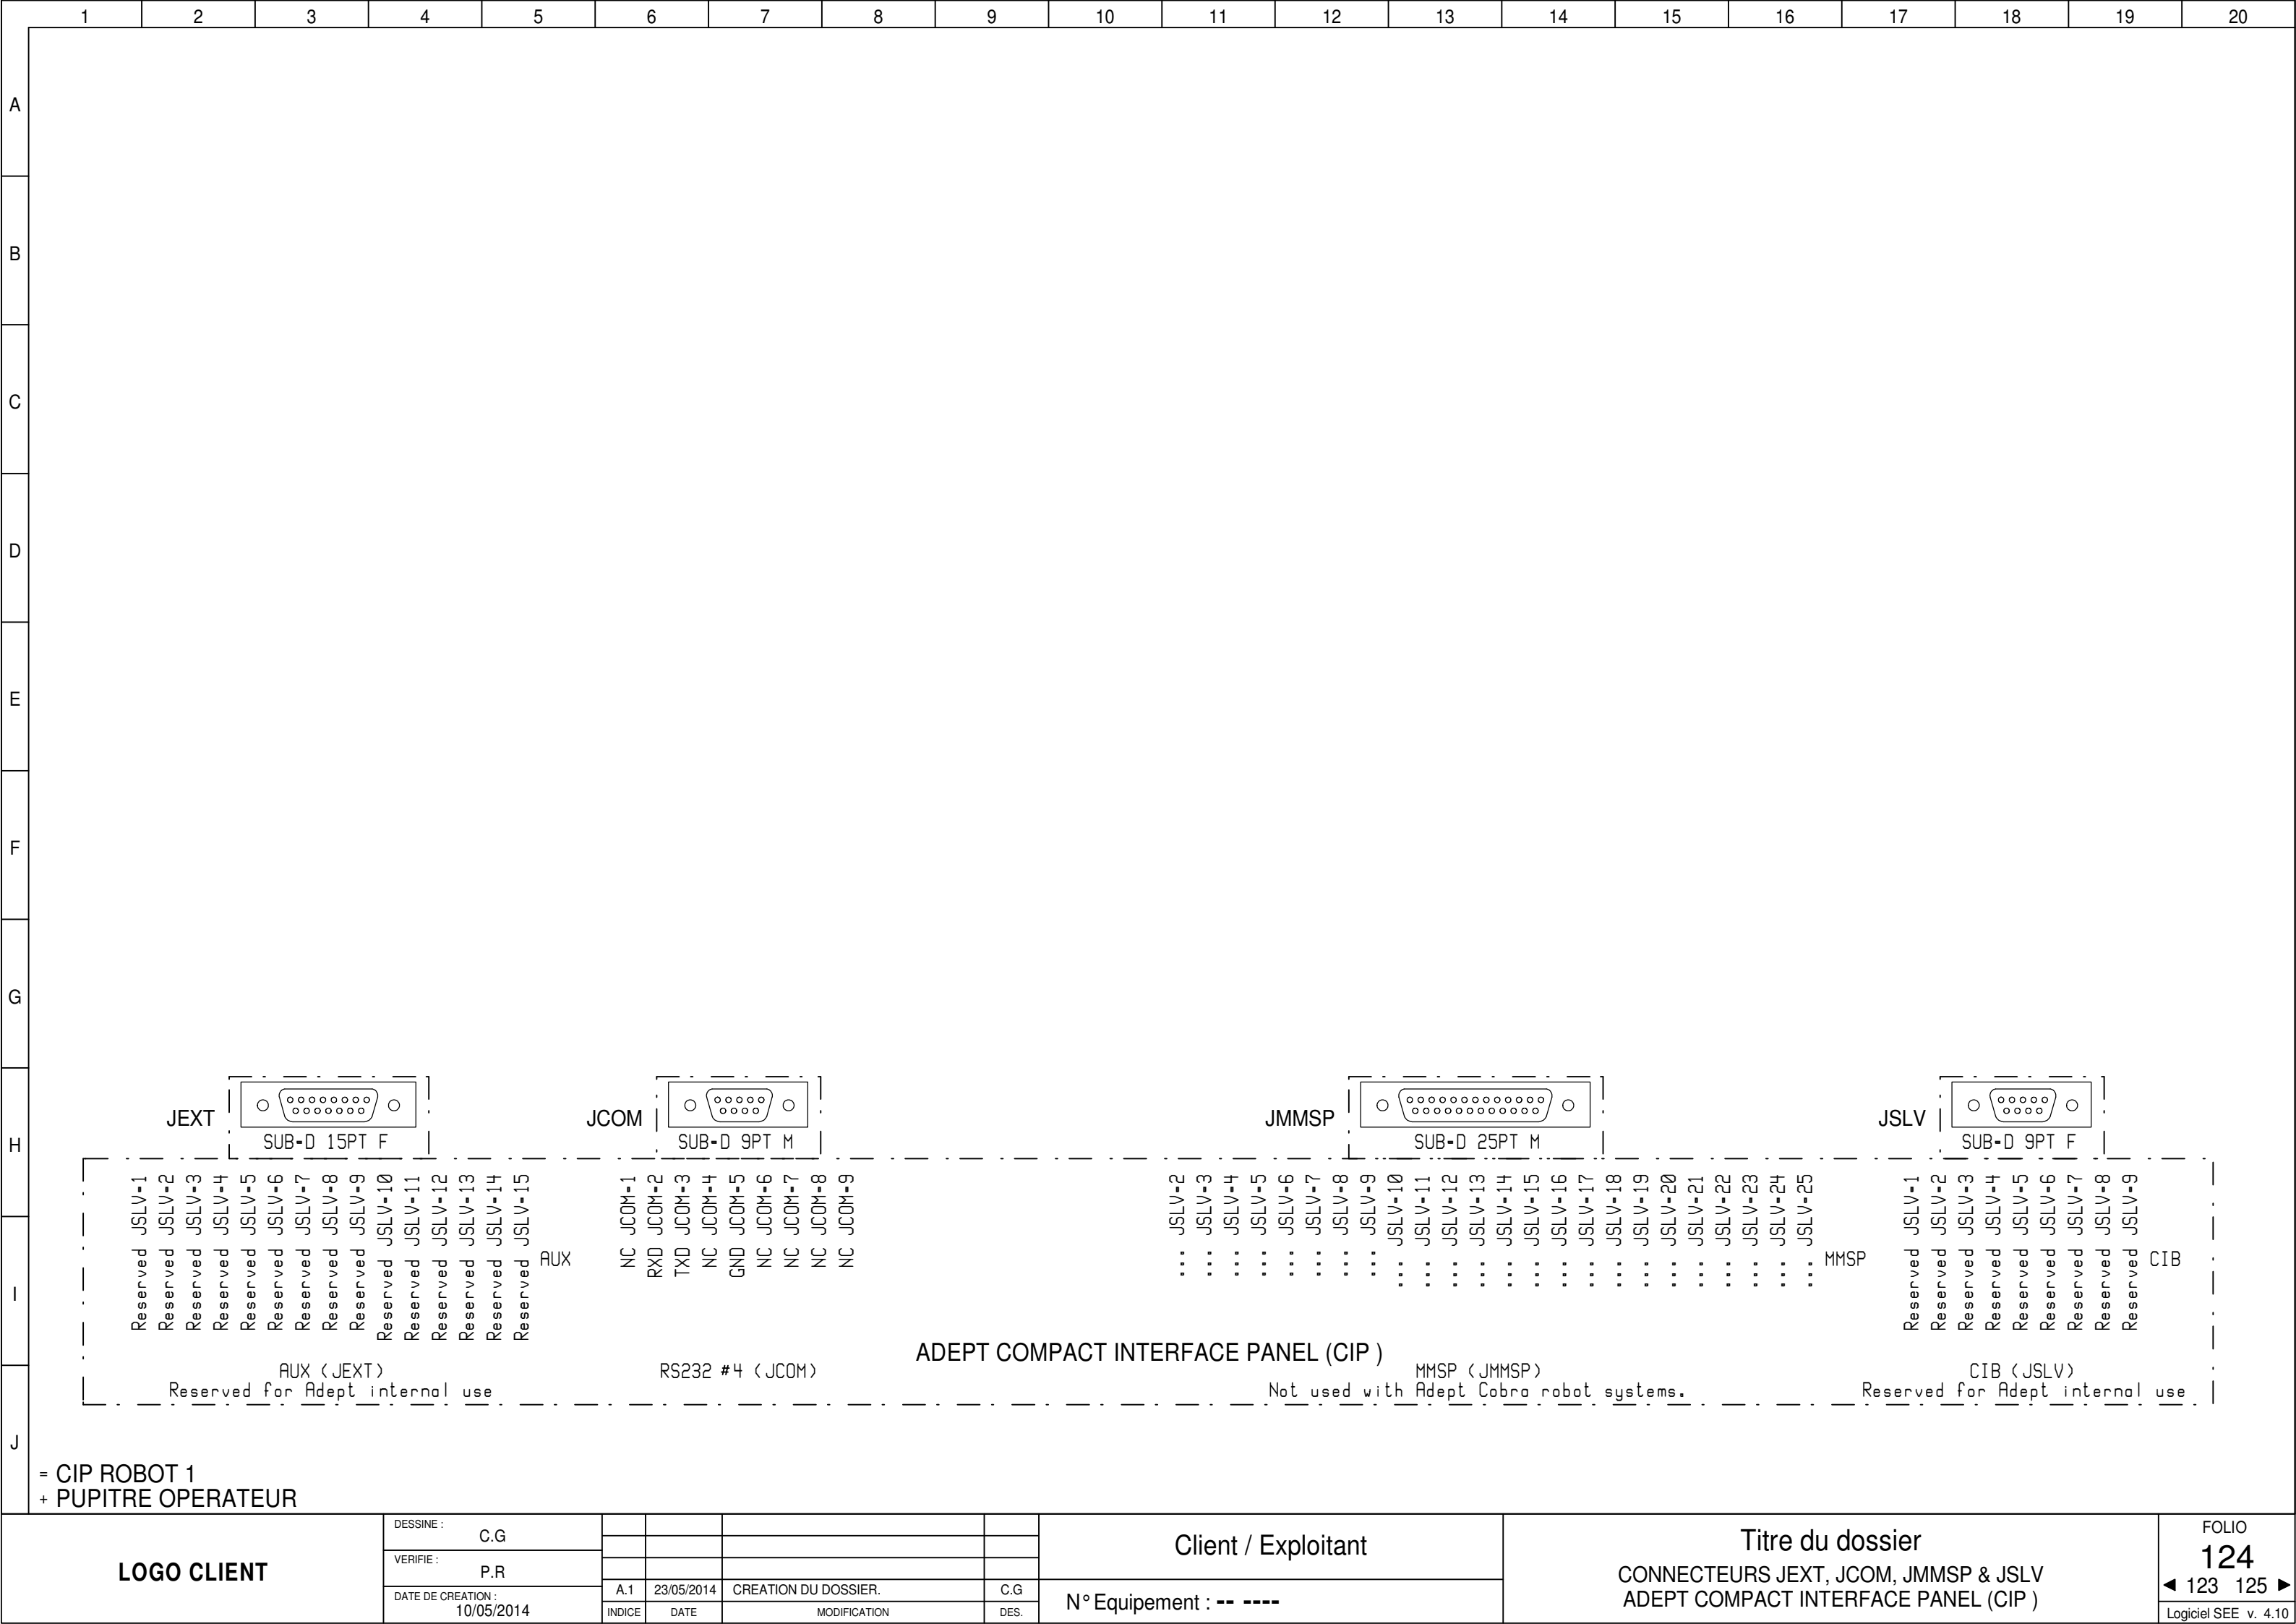 1 2 3 4 5 6 7 8 9 10 11 12 13 14 15 16 17 18 19 20
A
B
C
D
E
F
G
H
I
J
JEXT
SUB-D 15PT F
JCOM
SUB-D 9PT M
JMMSP
SUB-D 25PT M
JSLV
SUB-D 9PT F
Reserved JSLV-1
Reserved JSLV-2
Reserved JSLV-3
Reserved JSLV-4
Reserved JSLV-5
Reserved JSLV-6
Reserved JSLV-7
Reserved JSLV-8
Reserved JSLV-9
Reserved JSLV-10
Reserved JSLV-11
Reserved JSLV-12
Reserved JSLV-13
Reserved JSLV-14
Reserved JSLV-15
AUX
NC JCOM-1
RXD JCOM-2
TXD JCOM-3
NC JCOM-4
GND JCOM-5
NC JCOM-6
NC JCOM-7
NC JCOM-8
NC JCOM-9
... JSLV-2
... JSLV-3
... JSLV-4
... JSLV-5
... JSLV-6
... JSLV-7
... JSLV-8
... JSLV-9
... JSLV-10
... JSLV-11
... JSLV-12
... JSLV-13
... JSLV-14
... JSLV-15
... JSLV-16
... JSLV-17
... JSLV-18
... JSLV-19
... JSLV-20
... JSLV-21
... JSLV-22
... JSLV-23
... JSLV-24
... JSLV-25
MMSP
Reserved JSLV-1
Reserved JSLV-2
Reserved JSLV-3
Reserved JSLV-4
Reserved JSLV-5
Reserved JSLV-6
Reserved JSLV-7
Reserved JSLV-8
Reserved JSLV-9
CIB
ADEPT COMPACT INTERFACE PANEL (CIP )
AUX (JEXT)
Reserved for Adept internal use
RS232 #4 (JCOM)
MMSP (JMMSP)
Not used with Adept Cobra robot systems.
CIB (JSLV)
Reserved for Adept internal use
= CIP ROBOT 1
+ PUPITRE OPERATEUR
LOGO CLIENT
DESSINE :
C.G
VERIFIE :
P.R
DATE DE CREATION :
10/05/2014
A.1 23/05/2014 CREATION DU DOSSIER. C.G
INDICE DATE MODIFICATION DES.
Client / Exploitant
N° Equipement : -- ----
Titre du dossier
CONNECTEURS JEXT, JCOM, JMMSP & JSLV
ADEPT COMPACT INTERFACE PANEL (CIP )
FOLIO
124
◄ 123 125 ►
Logiciel SEE v. 4.10